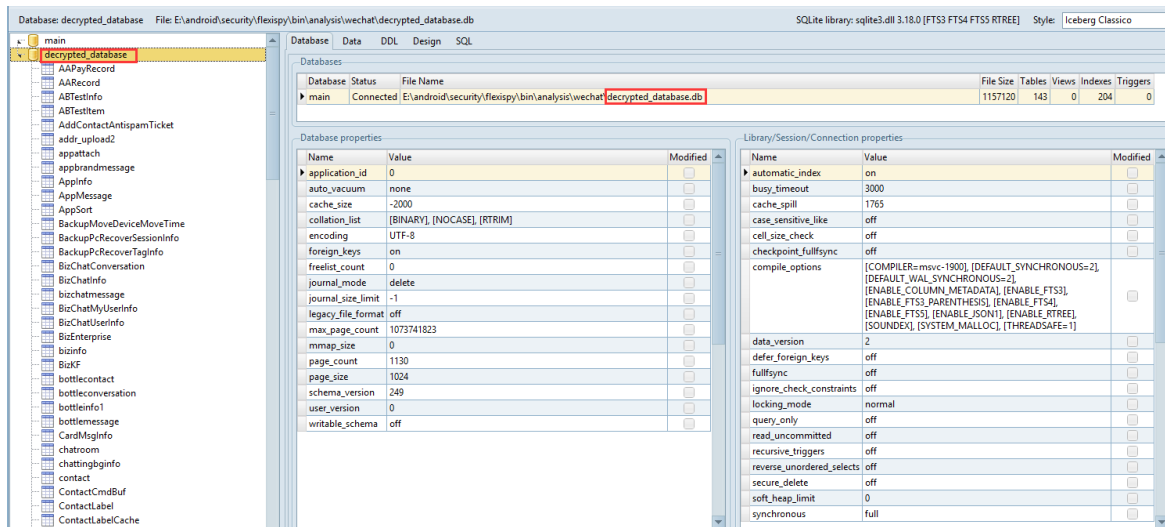 Database: decrypted_database File: E:\android\security\flexispy\bin\analysis\wechat\decrypted_database.db SQLite library: sqlite3.dll 3.18.0 [FTS3 FTS4 FTS5 RTREE] Style: Iceberg Classico
main
decrypted_database
AAPayRecord
AARecord
ABTestInfo
ABTestItem
AddContactAntispamTicket
addr_upload2
appattach
appbrandmessage
AppInfo
AppMessage
AppSort
BackupMoveDeviceMoveTime
BackupPcRecoverSessionInfo
BackupPcRecoverTagInfo
BizChatConversation
BizChatInfo
bizchatmessage
BizChatMyUserInfo
BizChatUserInfo
BizEnterprise
bizinfo
BizKF
bottlecontact
bottleconversation
bottleinfo1
bottlemessage
CardMsgInfo
chatroom
chattingbginfo
contact
ContactCmdBuf
ContactLabel
ContactLabelCache
Database Data DDL Design SQL
Databases
Database Status File Name File Size Tables Views Indexes Triggers
main Connected E:\android\security\flexispy\bin\analysis\wechat\decrypted_database.db 1157120 143 0 204 0
Database properties
Name Value Modified
application_id 0
auto_vacuum none
cache_size -2000
collation_list [BINARY], [NOCASE], [RTRIM]
encoding UTF-8
foreign_keys on
freelist_count 0
journal_mode delete
journal_size_limit -1
legacy_file_format off
max_page_count 1073741823
mmap_size 0
page_count 1130
page_size 1024
schema_version 249
user_version 0
writable_schema off
Library/Session/Connection properties
Name Value Modified
automatic_index on
busy_timeout 3000
cache_spill 1765
case_sensitive_like off
cell_size_check off
checkpoint_fullfsync off
compile_options [COMPILER=msvc-1900], [DEFAULT_SYNCHRONOUS=2],
[DEFAULT_WAL_SYNCHRONOUS=2],
[ENABLE_COLUMN_METADATA], [ENABLE_FTS3],
[ENABLE_FTS3_PARENTHESIS], [ENABLE_FTS4],
[ENABLE_FTS5], [ENABLE_JSON1], [ENABLE_RTREE],
[SOUNDEX], [SYSTEM_MALLOC], [THREADSAFE=1]
data_version 2
defer_foreign_keys off
fullfsync off
ignore_check_constraints off
locking_mode normal
query_only off
read_uncommitted off
recursive_triggers off
reverse_unordered_selects off
secure_delete off
soft_heap_limit 0
synchronous full